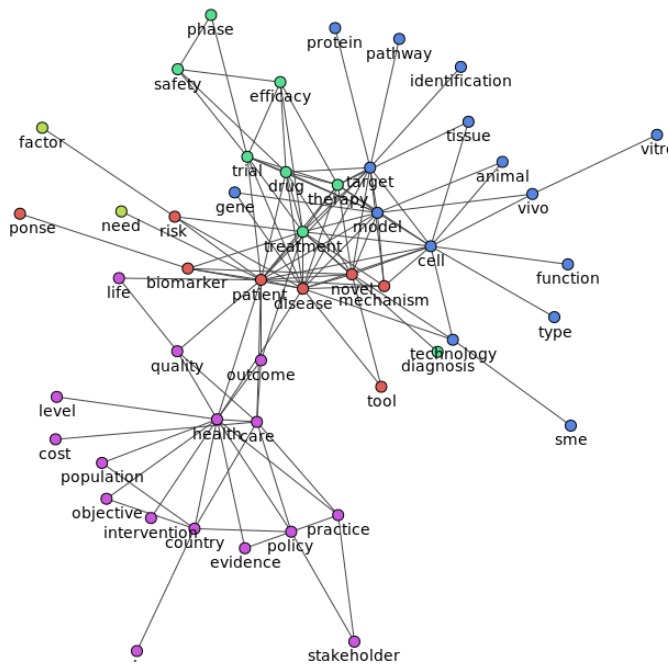 phase
protein
pathway
safety
identification
efficacy
factor
tissue
vitro
trial
drug
target
animal
therapy
gene
vivo
need
model
ponse
risk
treatment
cell
life
biomarker
patient
novel
function
disease
mechanism
type
quality
outcome
technology
diagnosis
tool
level
health
care
sme
cost
population
objective
intervention
practice
country
policy
evidence
stakeholder